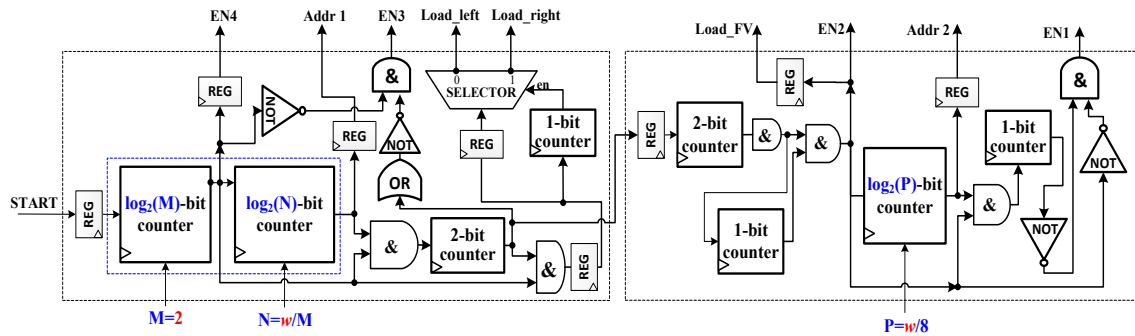 EN4
Addr 1
EN3
Load_left
Load_right
Load_FV
EN2
Addr 2
EN1
REG
NOT
&
0
1
SELECTOR
en
REG
NOT
REG
1-bit
counter
OR
REG
REG
2-bit
counter
&
&
1-bit
counter
&
NOT
START
REG
log2(M)-bit
counter
log2(N)-bit
counter
&
2-bit
counter
&
REG
REG
1-bit
counter
log2(P)-bit
counter
&
NOT
M=2
N=w/M
P=w/8